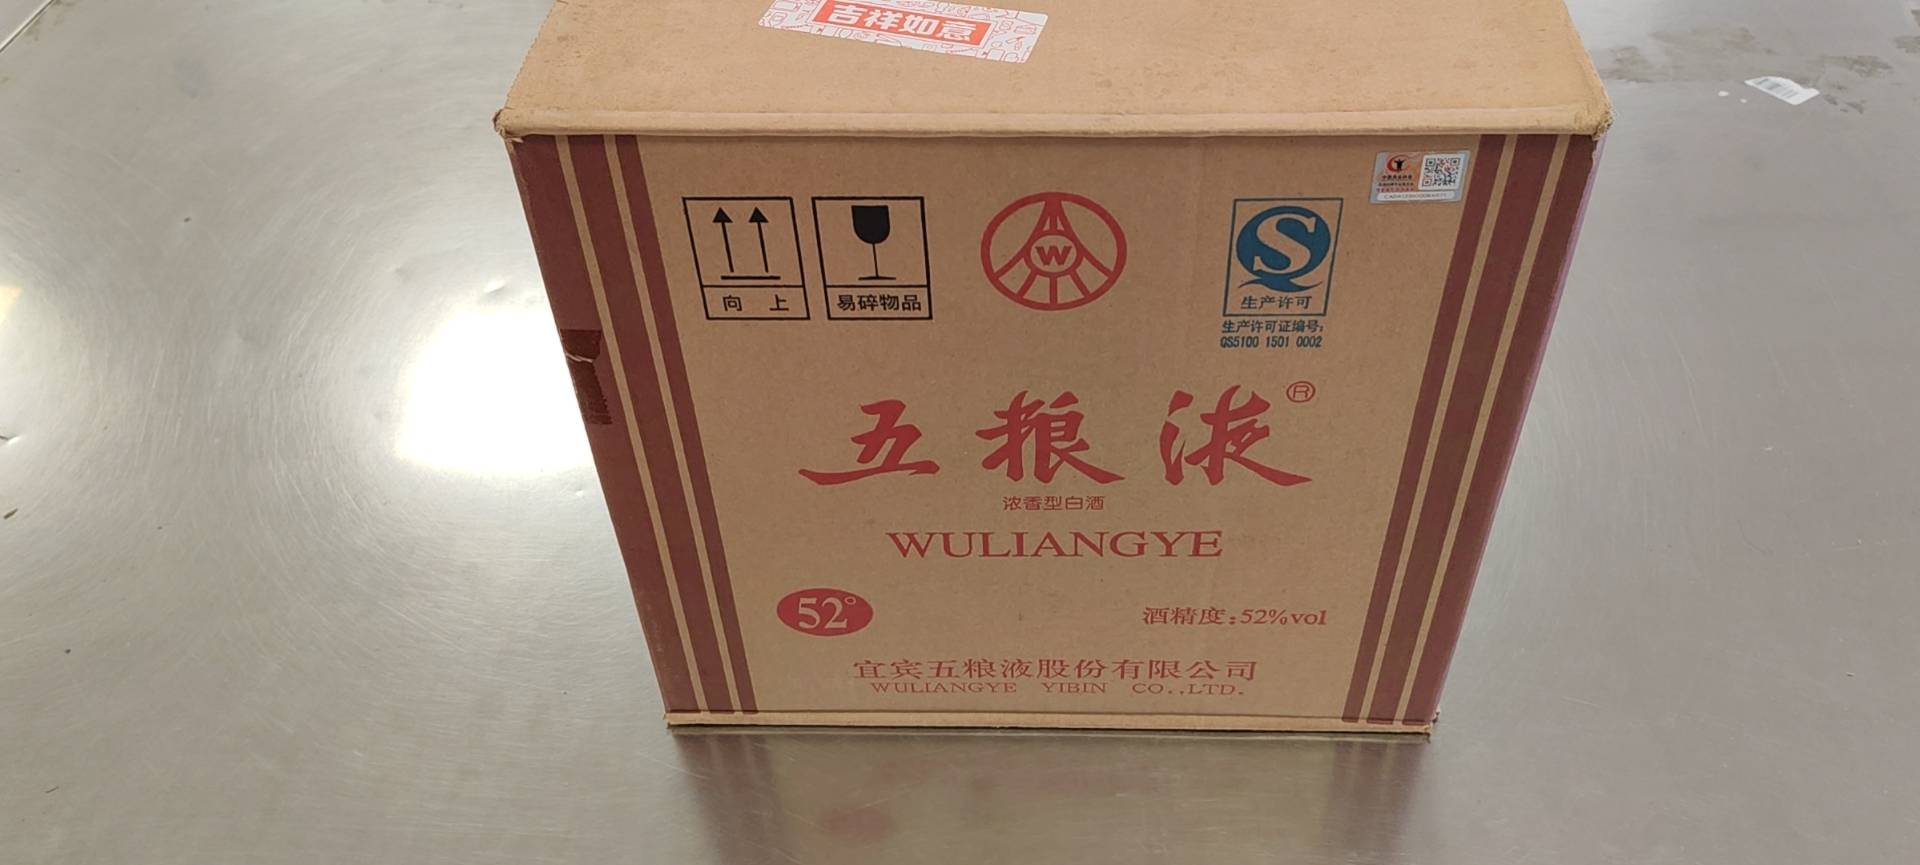 吉祥如意
向 上
易碎物品
W
生产许可
生产许可证编号:
QS5100 1501 0002
五粮液®
浓香型白酒
WULIANGYE
52°
酒精度:52%vol
宜宾五粮液股份有限公司
WULIANGYE YIBIN CO.,LTD.